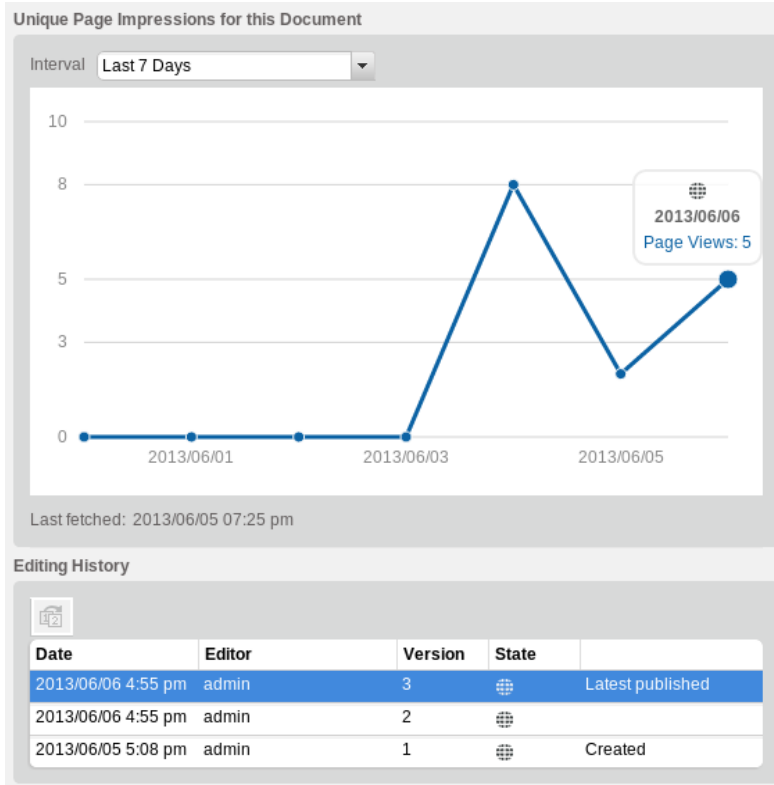 Unique Page Impressions for this Document
Interval Last 7 Days
10
8
2013/06/06
Page Views: 5
5
3
0
2013/06/01 2013/06/03 2013/06/05
Last fetched: 2013/06/05 07:25 pm
Editing History
1 2
Date Editor Version State
2013/06/06 4:55 pm admin 3 Latest published
2013/06/06 4:55 pm admin 2
2013/06/05 5:08 pm admin 1 Created